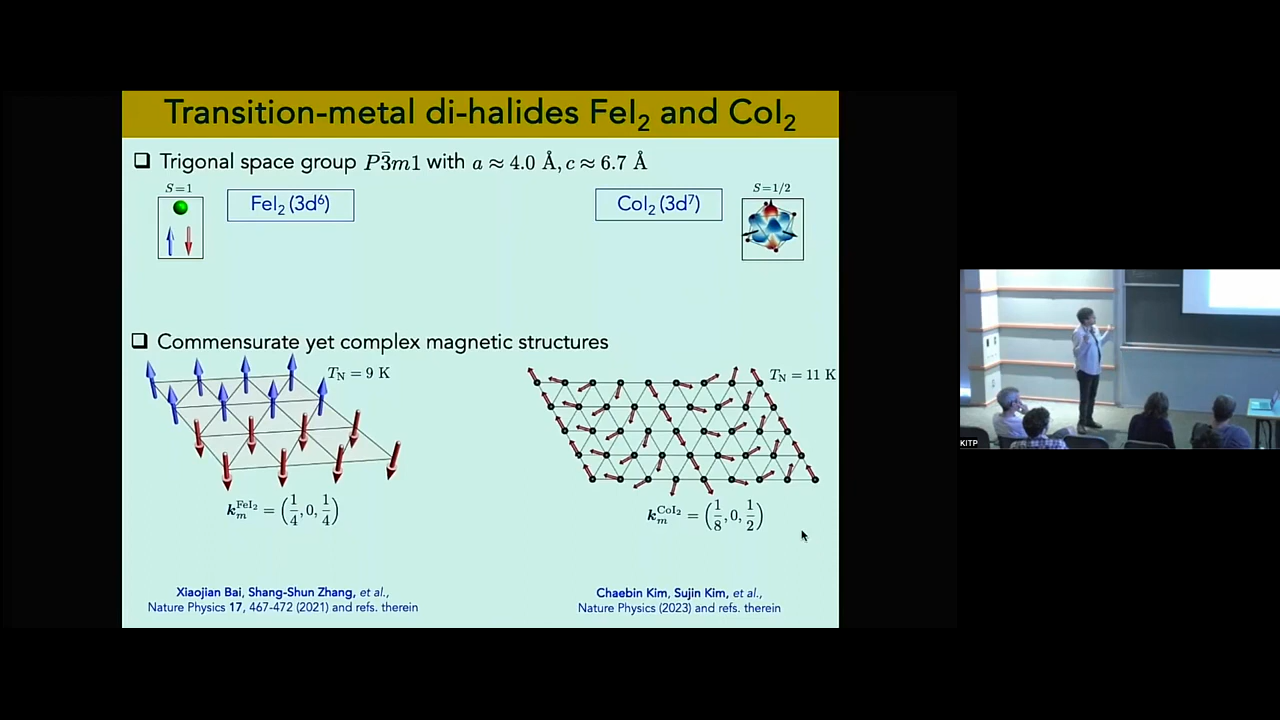 Transition-metal di-halides FeI₂ and CoI₂
❑ Trigonal space group P3̄m1 with a ≈ 4.0 Å, c ≈ 6.7 Å
S=1
FeI₂ (3d⁶)
CoI₂ (3d⁷)
S=1/2
❑ Commensurate yet complex magnetic structures
T_N = 9 K
T_N = 11 K
k_m^{FeI₂} = (1/4, 0, 1/4)
k_m^{CoI₂} = (1/8, 0, 1/2)
Xiaojian Bai, Shang-Shun Zhang, et al.,
Nature Physics 17, 467-472 (2021) and refs. therein
Chaebin Kim, Sujin Kim, et al.,
Nature Physics (2023) and refs. therein
KITP